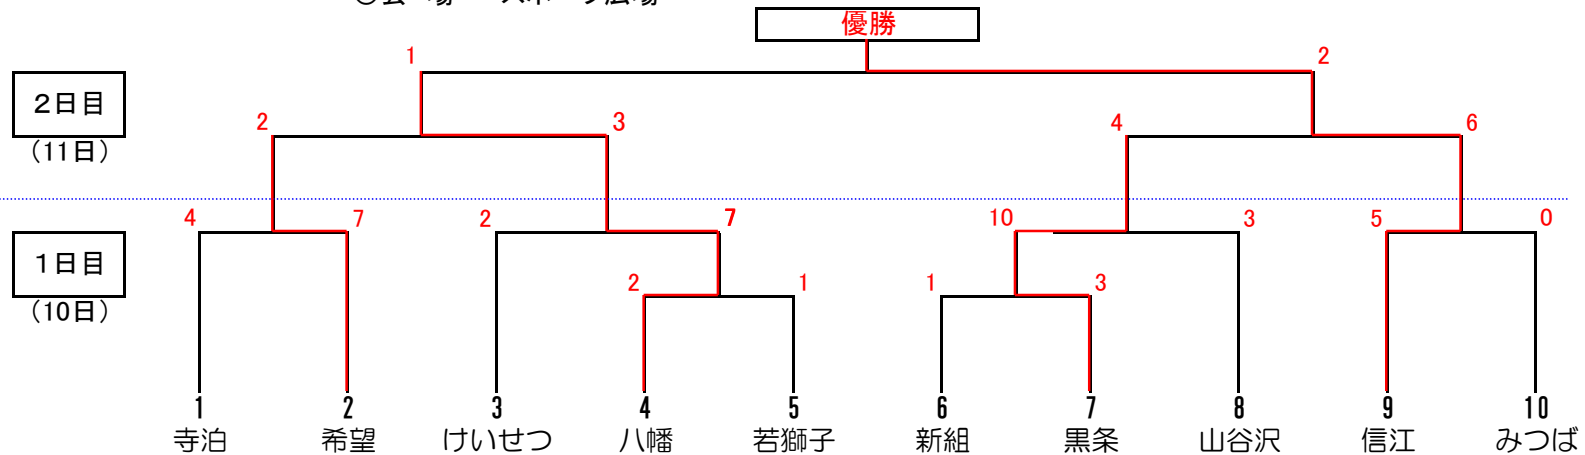 優勝
1 2
2日目
2 3 4 6
(11日)
4 7 2 7 10 3 5 0
1日目
2 1 1 3
(10日)
1 2 3 4 5 6 7 8 9 10
寺泊 希望 けいせつ 八幡 若獅子 新組 黒条 山谷沢 信江 みつば